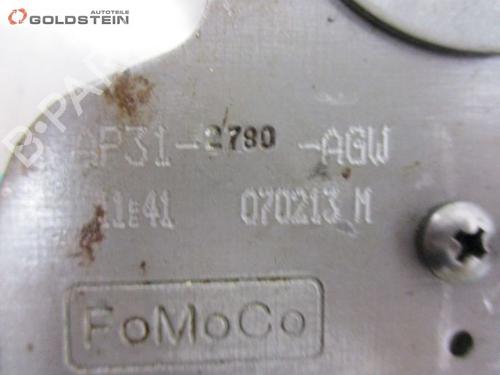 AUTOTEILE
GOLDSTEIN
AP31-2780 -AGW
11:41 070213 M
FoMoCo